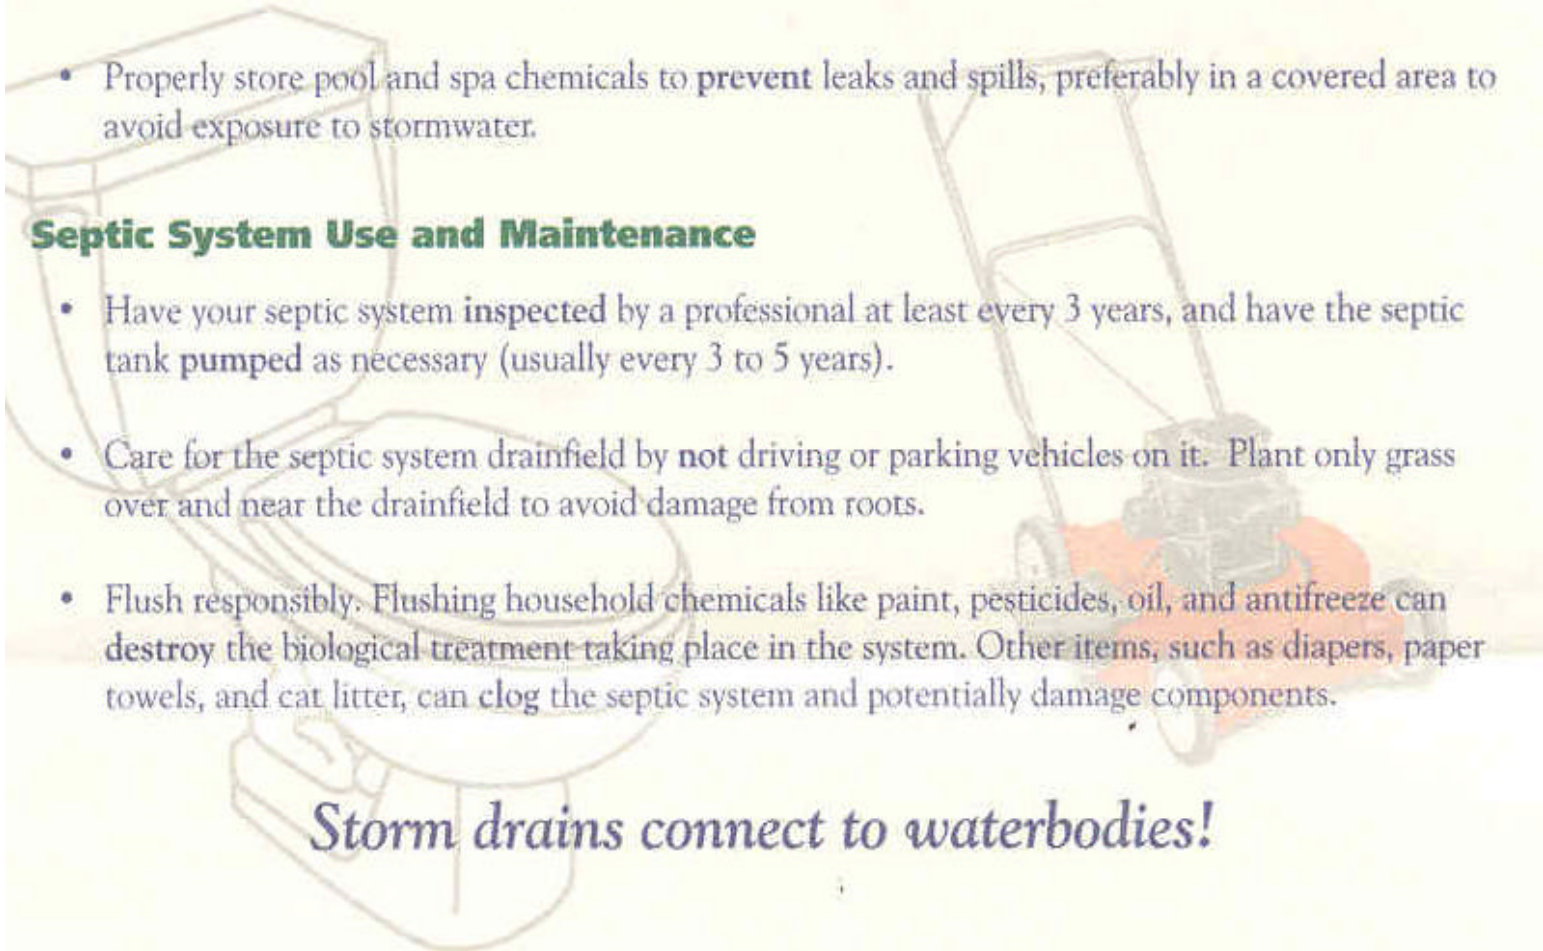 • Properly store pool and spa chemicals to prevent leaks and spills, preferably in a covered area to
avoid exposure to stormwater.
Septic System Use and Maintenance
• Have your septic system inspected by a professional at least every 3 years, and have the septic
tank pumped as necessary (usually every 3 to 5 years).
• Care for the septic system drainfield by not driving or parking vehicles on it. Plant only grass
over and near the drainfield to avoid damage from roots.
• Flush responsibly. Flushing household chemicals like paint, pesticides, oil, and antifreeze can
destroy the biological treatment taking place in the system. Other items, such as diapers, paper
towels, and cat litter, can clog the septic system and potentially damage components.
Storm drains connect to waterbodies!